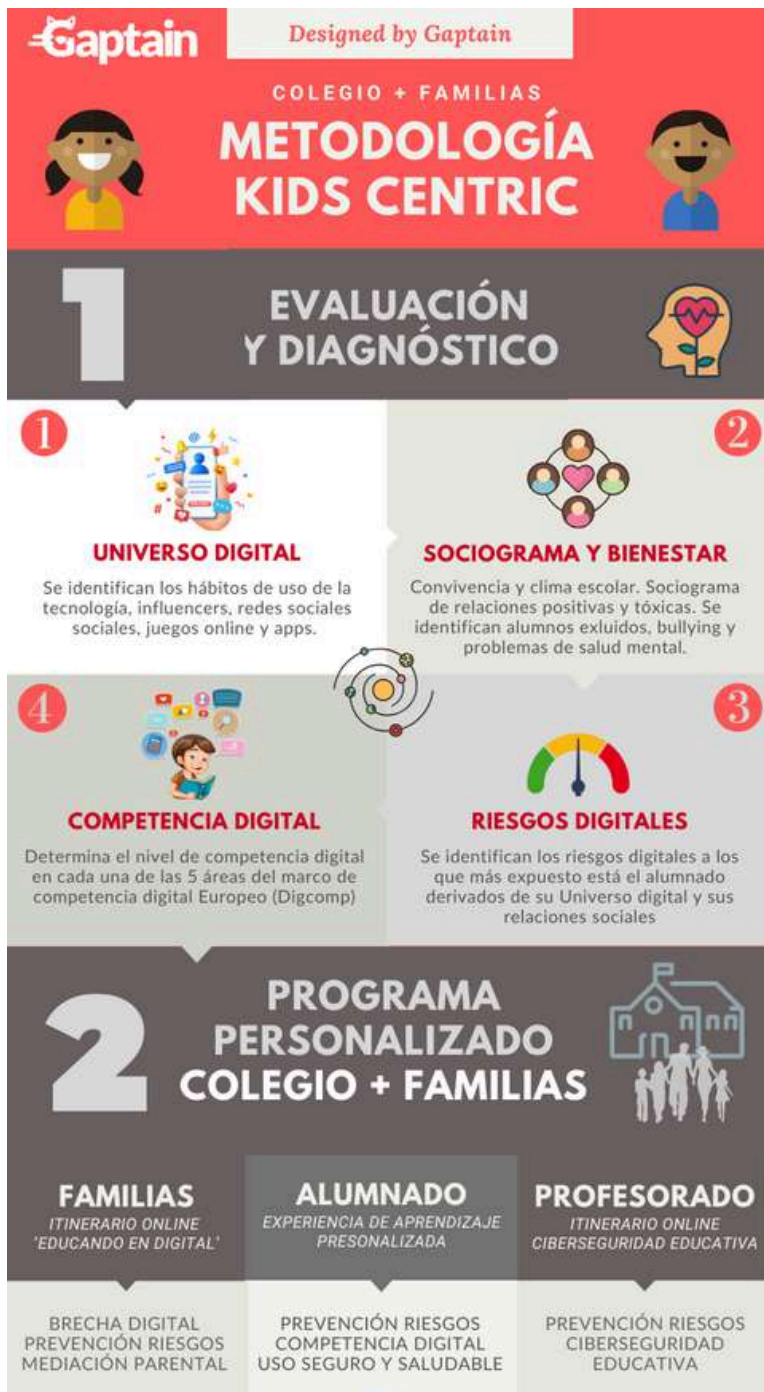 Gaptain
Designed by Gaptain
COLEGIO + FAMILIAS
METODOLOGÍA
KIDS CENTRIC
1
EVALUACIÓN
Y DIAGNÓSTICO
1
UNIVERSO DIGITAL
Se identifican los hábitos de uso de la
tecnología, influencers, redes sociales
sociales, juegos online y apps.
2
SOCIOGRAMA Y BIENESTAR
Convivencia y clima escolar. Sociograma
de relaciones positivas y tóxicas. Se
identifican alumnos exluidos, bullying y
problemas de salud mental.
4
COMPETENCIA DIGITAL
Determina el nivel de competencia digital
en cada una de las 5 áreas del marco de
competencia digital Europeo (Digcomp)
3
RIESGOS DIGITALES
Se identifican los riesgos digitales a los
que más expuesto está el alumnado
derivados de su Universo digital y sus
relaciones sociales
2
PROGRAMA
PERSONALIZADO
COLEGIO + FAMILIAS
FAMILIAS
ITINERARIO ONLINE
'EDUCANDO EN DIGITAL'
BRECHA DIGITAL
PREVENCIÓN RIESGOS
MEDIACIÓN PARENTAL
ALUMNADO
EXPERIENCIA DE APRENDIZAJE
PRESONALIZADA
PREVENCIÓN RIESGOS
COMPETENCIA DIGITAL
USO SEGURO Y SALUDABLE
PROFESORADO
ITINERARIO ONLINE
CIBERSEGURIDAD EDUCATIVA
PREVENCIÓN RIESGOS
CIBERSEGURIDAD
EDUCATIVA